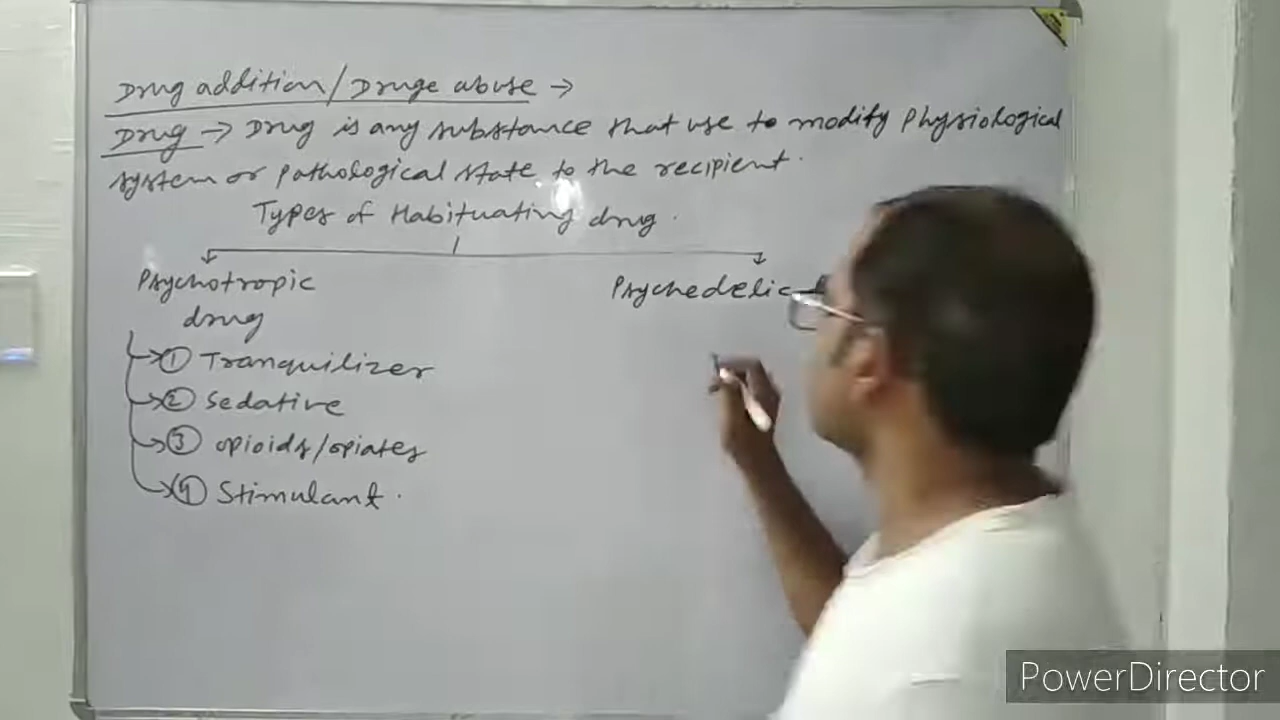 Drug addition/Druge abuse →
Drug → Drug is any substance that use to modify Physiological
system or pathological state to the recipient.
Types of Habituating drug.
Psychotropic
drug
Psychedelic
① Tranquilizer
② Sedative
③ opioids/opiates
④ Stimulant.
PowerDirector